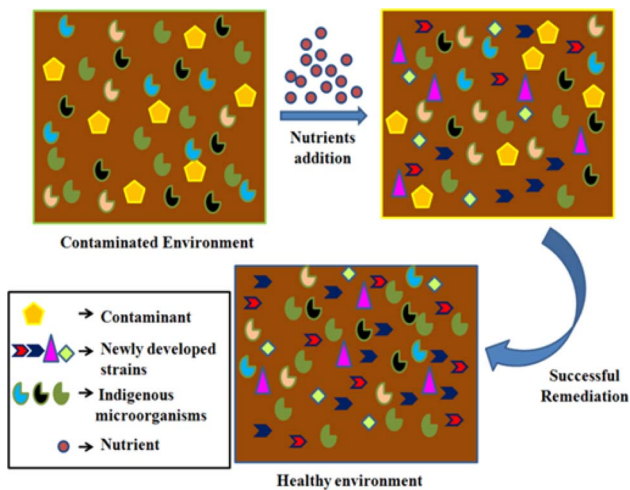 Nutrients
addition
Contaminated Environment
Contaminant
Newly developed
strains
Indigenous
microorganisms
Nutrient
Successful
Remediation
Healthy environment